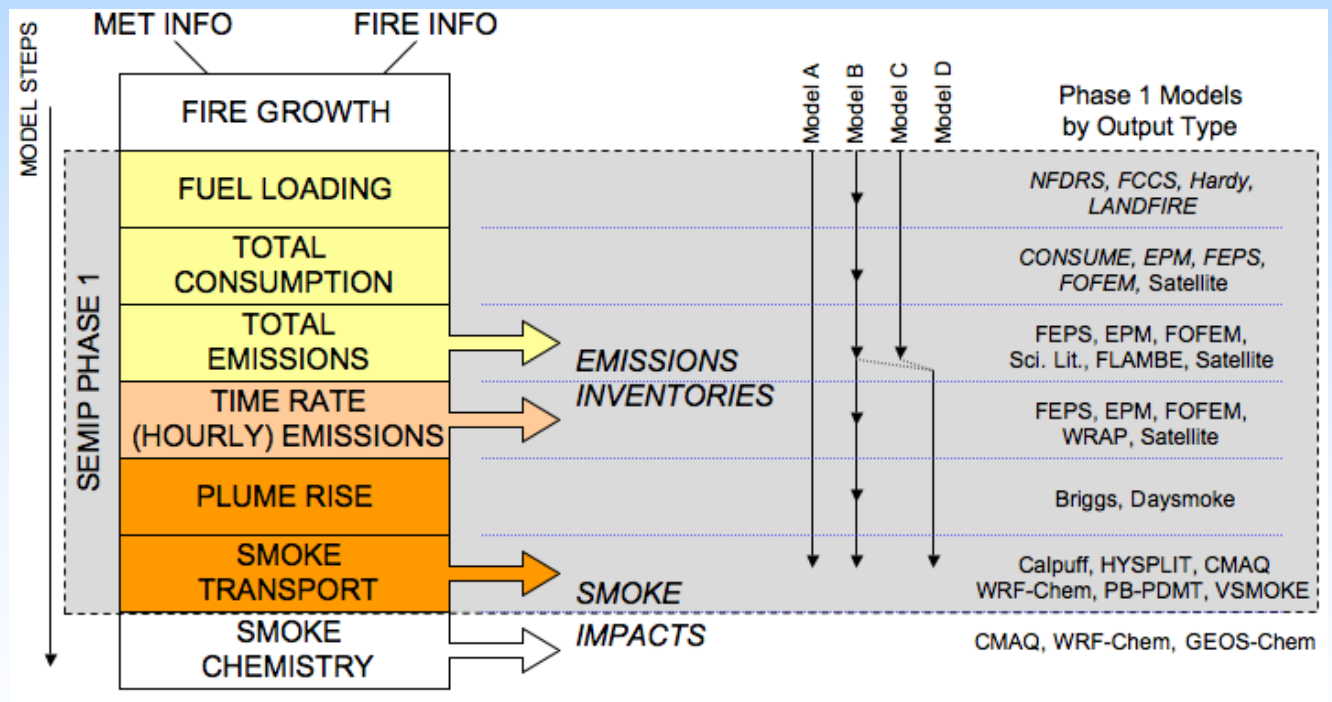 MODEL STEPS
MET INFO
FIRE INFO
FIRE GROWTH
SEMIP PHASE 1
FUEL LOADING
TOTAL
CONSUMPTION
TOTAL
EMISSIONS
TIME RATE
(HOURLY) EMISSIONS
PLUME RISE
SMOKE
TRANSPORT
SMOKE
CHEMISTRY
EMISSIONS
INVENTORIES
SMOKE
IMPACTS
Model A
Model B
Model C
Model D
Phase 1 Models
by Output Type
NFDRS, FCCS, Hardy,
LANDFIRE
CONSUME, EPM, FEPS,
FOFEM, Satellite
FEPS, EPM, FOFEM,
Sci. Lit., FLAMBE, Satellite
FEPS, EPM, FOFEM,
WRAP, Satellite
Briggs, Daysmoke
Calpuff, HYSPLIT, CMAQ
WRF-Chem, PB-PDMT, VSMOKE
CMAQ, WRF-Chem, GEOS-Chem